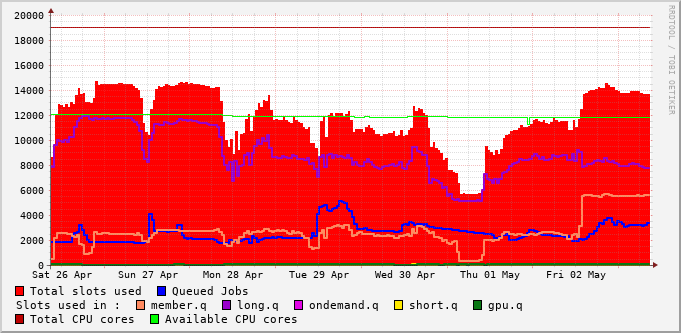 RRDTOOL / TOBI OETIKER
20000
18000
16000
14000
12000
10000
8000
6000
4000
2000
0
Sat 26 Apr Sun 27 Apr Mon 28 Apr Tue 29 Apr Wed 30 Apr Thu 01 May Fri 02 May
Total slots used Queued Jobs
Slots used in : member.q long.q ondemand.q short.q gpu.q
Total CPU cores Available CPU cores